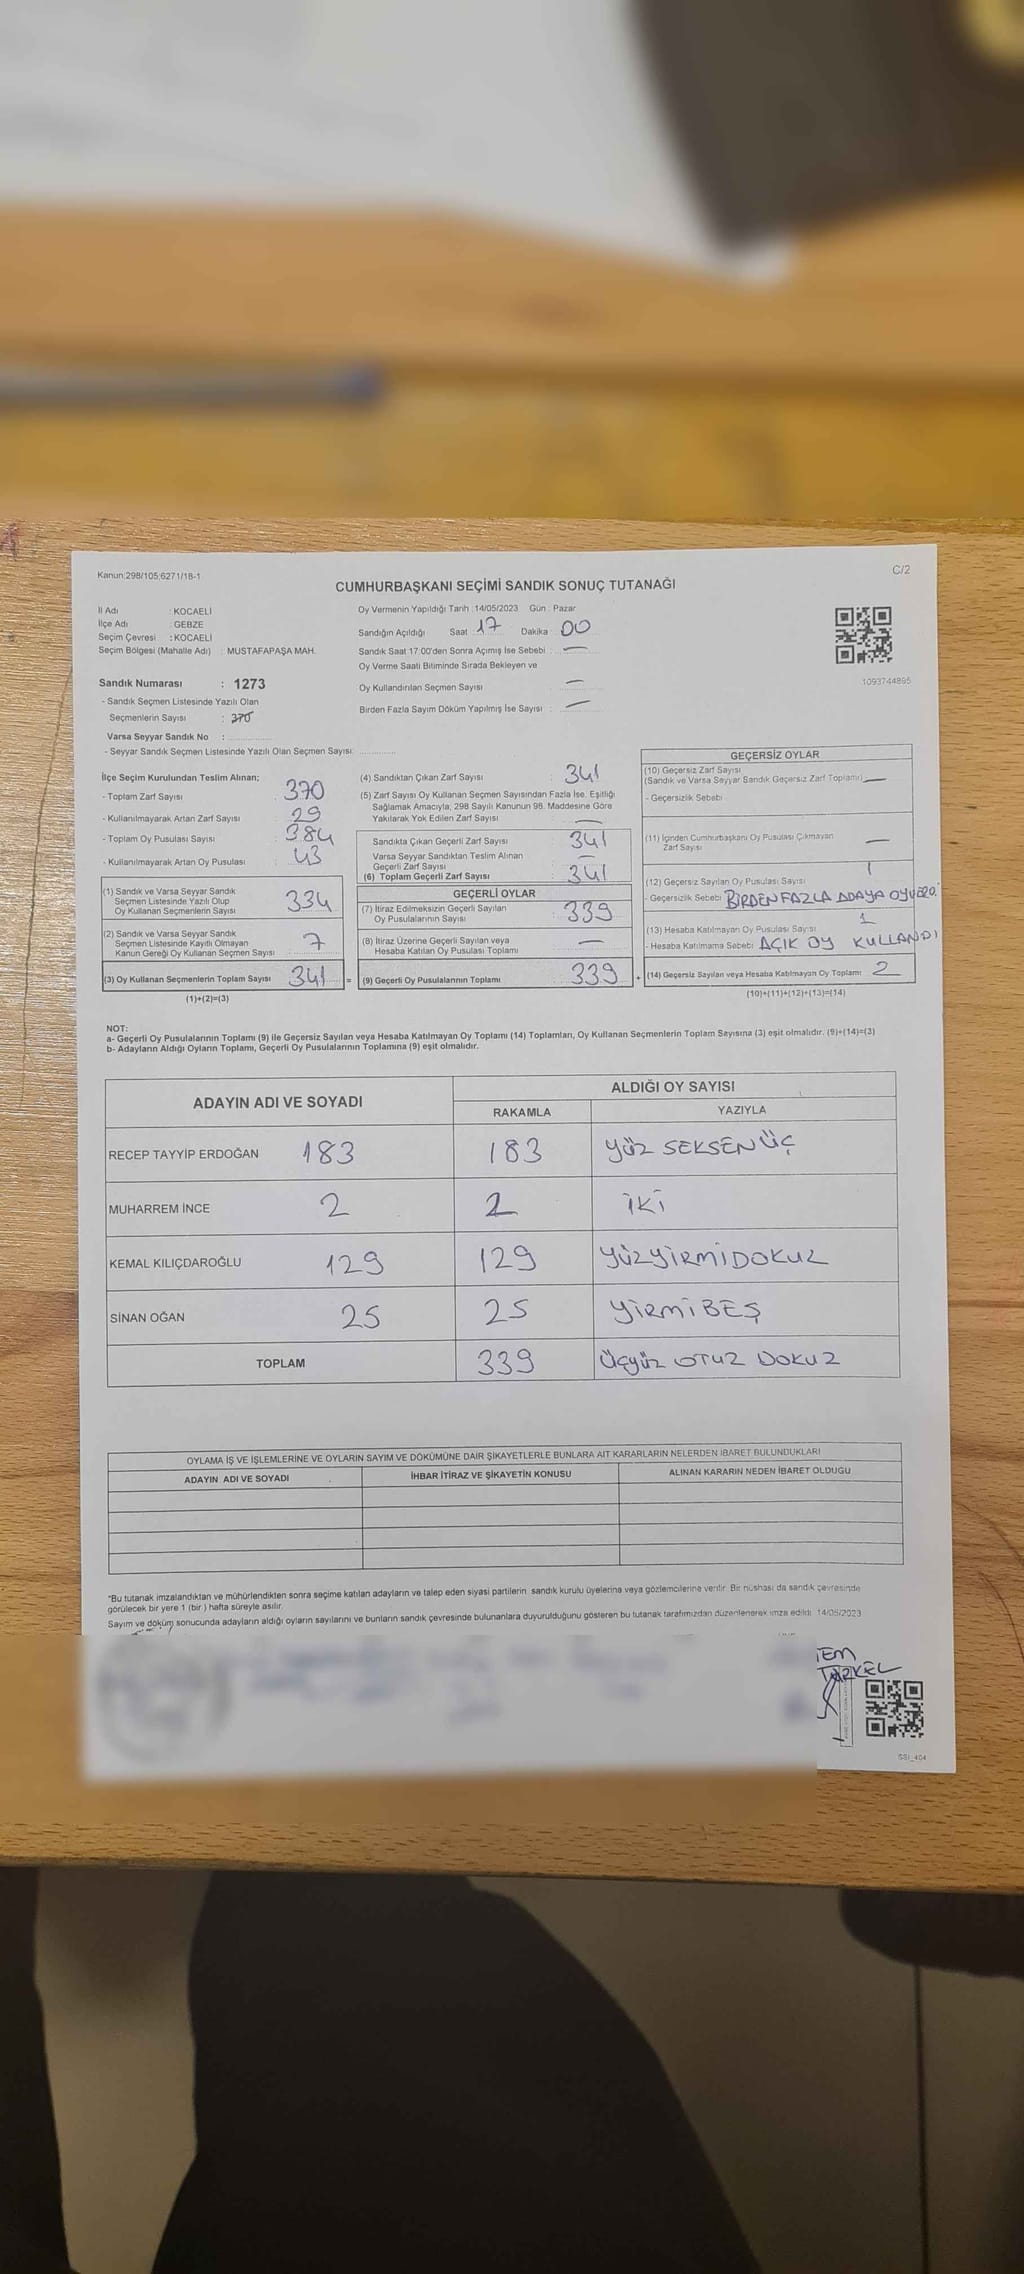 Kanun:298/105;6271/18-1
C/2
CUMHURBAŞKANI SEÇİMİ SANDIK SONUÇ TUTANAĞI
İl Adı : KOCAELİ
İlçe Adı : GEBZE
Seçim Çevresi : KOCAELİ
Seçim Bölgesi (Mahalle Adı) : MUSTAFAPAŞA MAH.
Sandık Numarası : 1273
- Sandık Seçmen Listesinde Yazılı Olan
Seçmenlerin Sayısı : 370
Varsa Seyyar Sandık No :
- Seyyar Sandık Seçmen Listesinde Yazılı Olan Seçmen Sayısı:
Oy Vermenin Yapıldığı Tarih :14/05/2023 Gün : Pazar
Sandığın Açıldığı Saat : 17 Dakika : 00
Sandık Saat 17:00'den Sonra Açımış İse Sebebi : —
Oy Verme Saati Bitiminde Sırada Bekleyen ve
Oy Kullandırılan Seçmen Sayısı : —
Birden Fazla Sayım Döküm Yapılmış İse Sayısı : —
1093744895
İlçe Seçim Kurulundan Teslim Alınan;
- Toplam Zarf Sayısı : 370
- Kullanılmayarak Artan Zarf Sayısı : 29
- Toplam Oy Pusulası Sayısı : 384
- Kullanılmayarak Artan Oy Pusulası : 43
(1) Sandık ve Varsa Seyyar Sandık
Seçmen Listesinde Yazılı Olup
Oy Kullanan Seçmenlerin Sayısı : 334
(2) Sandık ve Varsa Seyyar Sandık
Seçmen Listesinde Kayıtlı Olmayan
Kanun Gereği Oy Kullanan Seçmen Sayısı : 7
(3) Oy Kullanan Seçmenlerin Toplam Sayısı : 341 =
(1)+(2)=(3)
(4) Sandıktan Çıkan Zarf Sayısı : 341
(5) Zarf Sayısı Oy Kullanan Seçmen Sayısından Fazla İse, Eşitliği
Sağlamak Amacıyla; 298 Sayılı Kanunun 98. Maddesine Göre
Yakılarak Yok Edilen Zarf Sayısı : —
Sandıkta Çıkan Geçerli Zarf Sayısı : 341
Varsa Seyyar Sandıktan Teslim Alınan
Geçerli Zarf Sayısı : —
(6) Toplam Geçerli Zarf Sayısı : 341
GEÇERLİ OYLAR
(7) İtiraz Edilmeksizin Geçerli Sayılan
Oy Pusulalarının Sayısı : 339
(8) İtiraz Üzerine Geçerli Sayılan veya
Hesaba Katılan Oy Pusulası Toplamı : —
(9) Geçerli Oy Pusulalarının Toplamı : 339 +
GEÇERSİZ OYLAR
(10) Geçersiz Zarf Sayısı
(Sandık ve Varsa Seyyar Sandık Geçersiz Zarf Toplamı) —
- Geçersizlik Sebebi :
(11) İçinden Cumhurbaşkanı Oy Pusulası Çıkmayan
Zarf Sayısı : —
(12) Geçersiz Sayılan Oy Pusulası Sayısı : 1
- Geçersizlik Sebebi : BİRDEN FAZLA ADAYA OY VERD.
(13) Hesaba Katılmayan Oy Pusulası Sayısı : 1
- Hesaba Katılmama Sebebi : AÇIK OY KULLANDI
(14) Geçersiz Sayılan veya Hesaba Katılmayan Oy Toplamı : 2
(10)+(11)+(12)+(13)=(14)
NOT:
a- Geçerli Oy Pusulalarının Toplamı (9) ile Geçersiz Sayılan veya Hesaba Katılmayan Oy Toplamı (14) Toplamları, Oy Kullanan Seçmenlerin Toplam Sayısına (3) eşit olmalıdır. (9)+(14)=(3)
b- Adayların Aldığı Oyların Toplamı, Geçerli Oy Pusulalarının Toplamına (9) eşit olmalıdır.
ADAYIN ADI VE SOYADI
ALDIĞI OY SAYISI
RAKAMLA YAZIYLA
RECEP TAYYİP ERDOĞAN 183 183 YÜZ SEKSEN ÜÇ
MUHARREM İNCE 2 2 İKİ
KEMAL KILIÇDAROĞLU 129 129 YÜZYİRMİDOKUZ
SİNAN OĞAN 25 25 YİRMİBEŞ
TOPLAM 339 ÜÇYÜZ OTUZ DOKUZ
OYLAMA İŞ VE İŞLEMLERİNE VE OYLARIN SAYIM VE DÖKÜMÜNE DAİR ŞİKAYETLERLE BUNLARA AİT KARARLARIN NELERDEN İBARET BULUNDUKLARI
ADAYIN ADI VE SOYADI İHBAR İTİRAZ VE ŞİKAYETİN KONUSU ALINAN KARARIN NEDEN İBARET OLDUĞU
*Bu tutanak imzalandıktan ve mühürlendikten sonra seçime katılan adayların ve talep eden siyasi partilerin sandık kurulu üyelerine veya gözlemcilerine verilir. Bir nüshası da sandık çevresinde
görülecek bir yere 1 (bir ) hafta süreyle asılır.
Sayım ve döküm sonucunda adayların aldığı oyların sayılarını ve bunların sandık çevresinde bulunanlara duyurulduğunu gösteren bu tutanak tarafımızdan düzenlenerek imza edildi. 14/05/2023
SSI_404